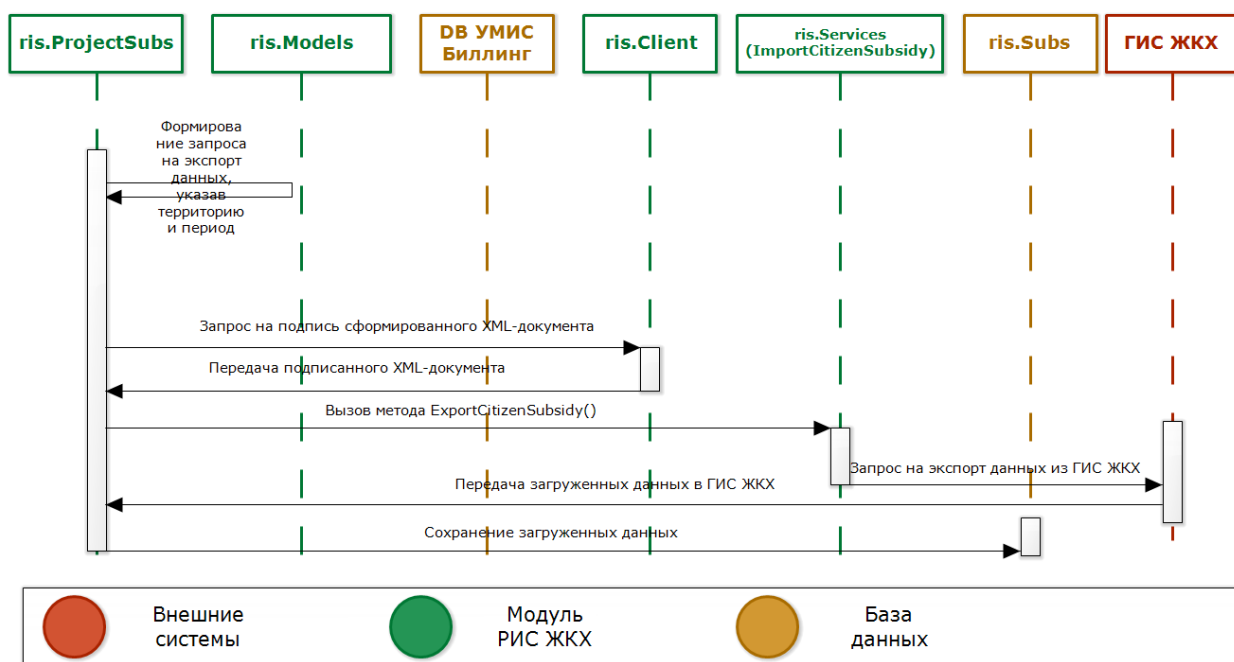 ris.ProjectSubs
ris.Models
DB УМИС
Биллинг
ris.Client
ris.Services
(ImportCitizenSubsidy)
ris.Subs
ГИС ЖКХ
Формирова
ние запроса
на экспорт
данных,
указав
территорию
и период
Запрос на подпись сформированного XML-документа
Передача подписанного XML-документа
Вызов метода ExportCitizenSubsidy()
Запрос на экспорт данных из ГИС ЖКХ
Передача загруженных данных в ГИС ЖКХ
Сохранение загруженных данных
Внешние
системы
Модуль
РИС ЖКХ
База
данных